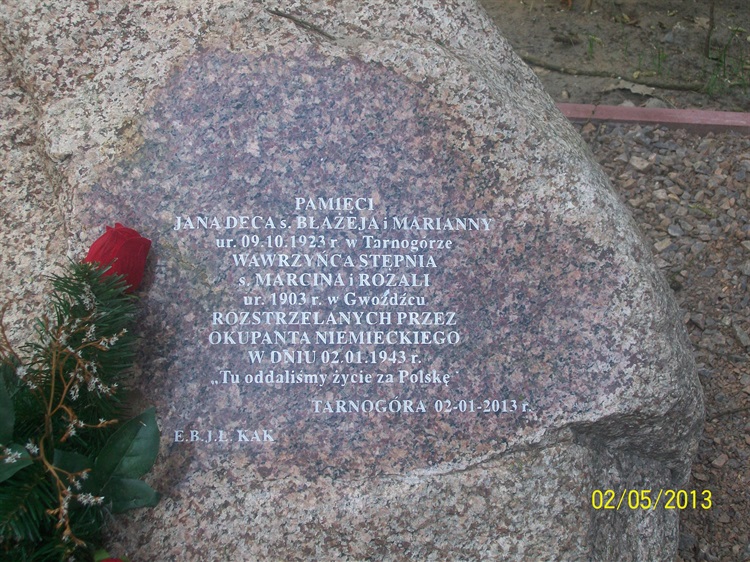 PAMIĘCI
JANA DECA s. BŁAŻEJA i MARIANNY
ur. 09.10.1923 r. w Tarnogórze
WAWRZYŃCA STĘPNIA
s. MARCINA i ROZALI
ur. 1903 r. w Gwoźdźcu
ROZSTRZELANYCH PRZEZ
OKUPANTA NIEMIECKIEGO
W DNIU 02.01.1943 r.
„Tu oddaliśmy życie za Polskę"
TARNOGÓRA 02-01-2013 r.
E.B.J.Ł. KAK
02/05/2013